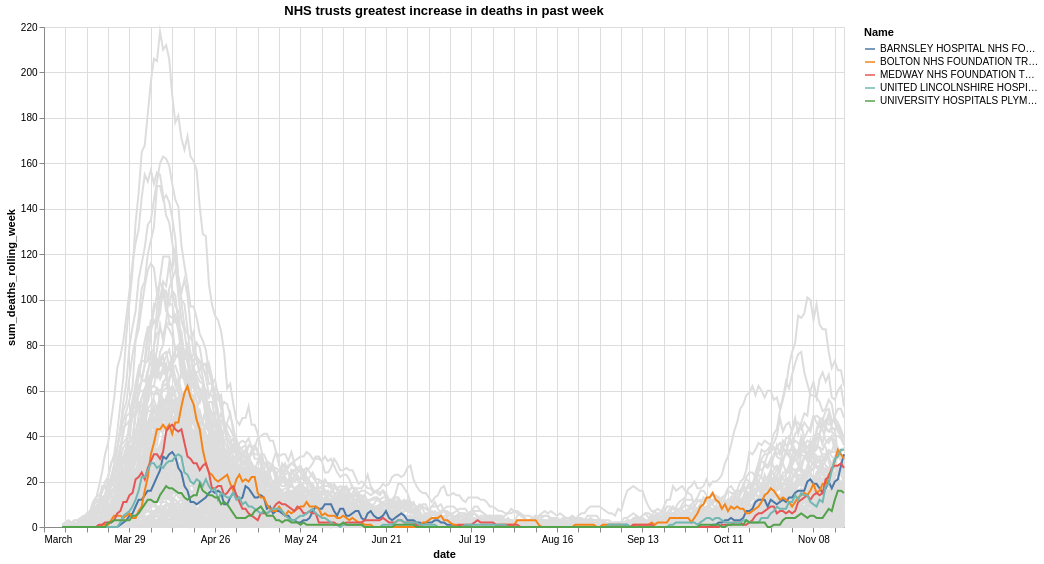 NHS trusts greatest increase in deaths in past week
Name
BARNSLEY HOSPITAL NHS FO…
BOLTON NHS FOUNDATION TR…
MEDWAY NHS FOUNDATION T…
UNITED LINCOLNSHIRE HOSPI…
UNIVERSITY HOSPITALS PLYM…
sum_deaths_rolling_week
220
200
180
160
140
120
100
80
60
40
20
0
March Mar 29 Apr 26 May 24 Jun 21 Jul 19 Aug 16 Sep 13 Oct 11 Nov 08
date